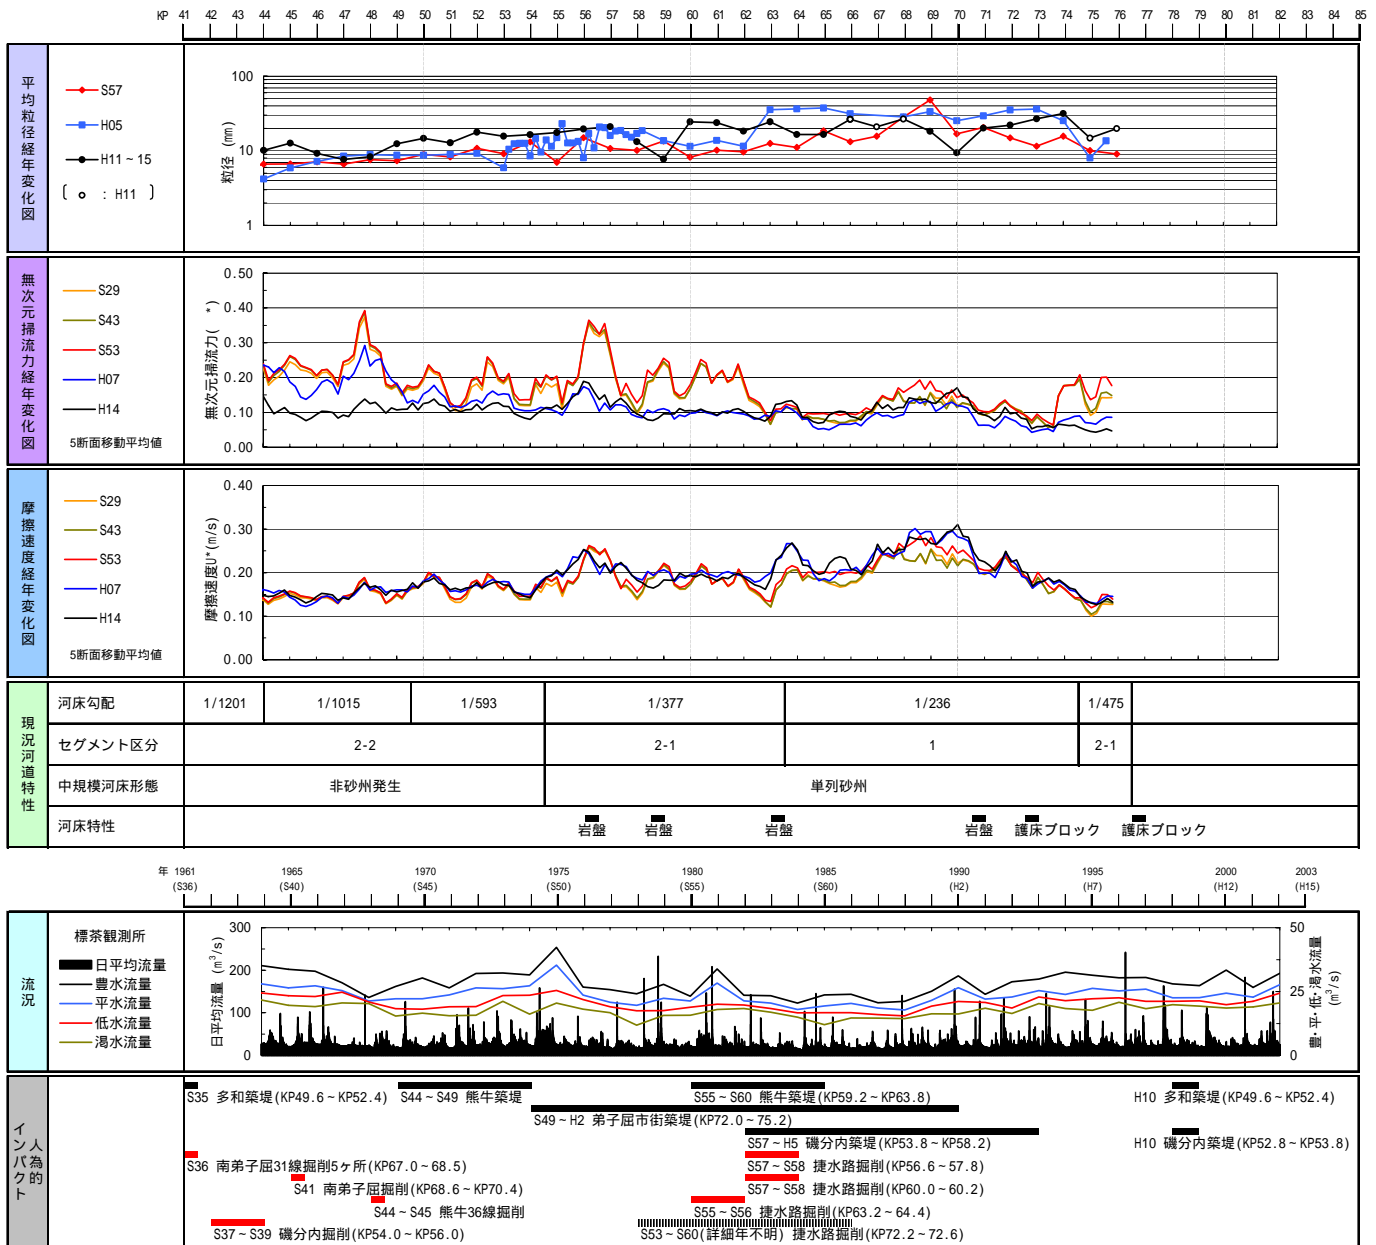 KP 41 42 43 44 45 46 47 48 49 50 51 52 53 54 55 56 57 58 59 60 61 62 63 64 65 66 67 68 69 70 71 72 73 74 75 76 77 78 79 80 81 82 83 84 85
平均粒径経年変化図
S57
H05
H11～15
〔 : H11 〕
粒径 (mm)
100
10
1
無次元掃流力経年変化図
S29
S43
S53
H07
H14
5断面移動平均値
無次元掃流力( *)
0.50
0.40
0.30
0.20
0.10
0.00
摩擦速度経年変化図
S29
S43
S53
H07
H14
5断面移動平均値
摩擦速度U*(m/s)
0.40
0.30
0.20
0.10
0.00
現況河道特性
河床勾配 1/1201 1/1015 1/593 1/377 1/236 1/475
セグメント区分 2-2 2-1 1 2-1
中規模河床形態 非砂州発生 単列砂州
河床特性 岩盤 岩盤 岩盤 岩盤 護床ブロック 護床ブロック
年 1961 1965 1970 1975 1980 1985 1990 1995 2000 2003
(S36) (S40) (S45) (S50) (S55) (S60) (H2) (H7) (H12) (H15)
流況
標茶観測所
日平均流量
豊水流量
平水流量
低水流量
渇水流量
日平均流量 (m³/s)
300
200
100
0
50
25
0
豊・平・低・渇水流量
(m³/s)
人為的インパクト
S35 多和築堤(KP49.6～KP52.4) S44～S49 熊牛築堤 S55～S60 熊牛築堤(KP59.2～KP63.8) H10 多和築堤(KP49.6～KP52.4)
S49～H2 弟子屈市街築堤(KP72.0～75.2)
S57～H5 磯分内築堤(KP53.8～KP58.2) H10 磯分内築堤(KP52.8～KP53.8)
S36 南弟子屈31線掘削5ヶ所(KP67.0～68.5) S57～S58 捷水路掘削(KP56.6～57.8)
S41 南弟子屈掘削(KP68.6～KP70.4) S57～S58 捷水路掘削(KP60.0～60.2)
S44～S45 熊牛36線掘削 S55～S56 捷水路掘削(KP63.2～64.4)
S37～S39 磯分内掘削(KP54.0～KP56.0) S53～S60(詳細年不明) 捷水路掘削(KP72.2～72.6)